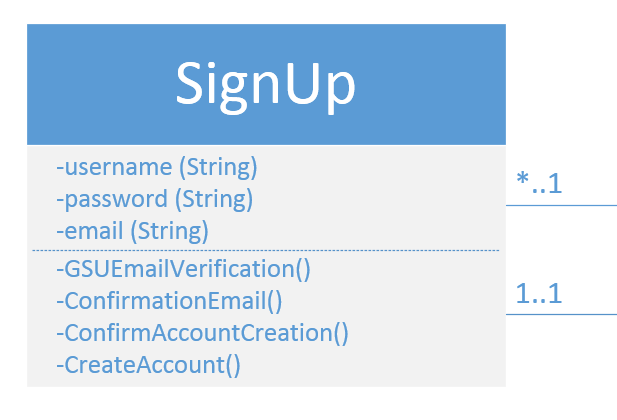 SignUp
-username (String)
-password (String)
-email (String)
*..1
-GSUEmailVerification()
-ConfirmationEmail()
-ConfirmAccountCreation()
-CreateAccount()
1..1